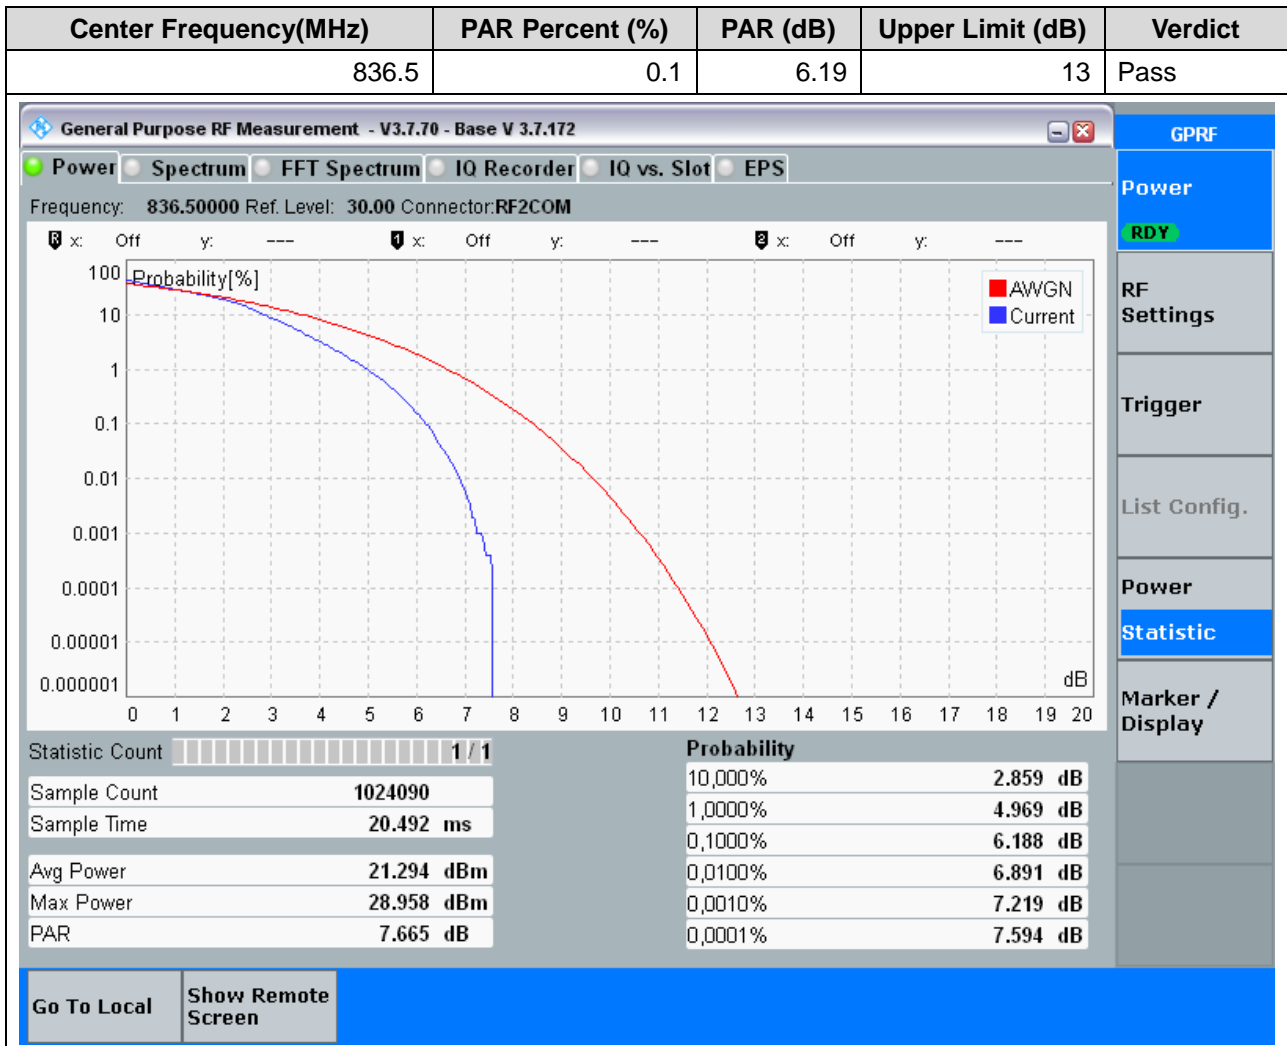 Center Frequency(MHz) PAR Percent (%) PAR (dB) Upper Limit (dB) Verdict
836.5 0.1 6.19 13 Pass
General Purpose RF Measurement - V3.7.70 - Base V 3.7.172
GPRF
Power Spectrum FFT Spectrum IQ Recorder IQ vs. Slot EPS
Power
RDY
Frequency: 836.50000 Ref. Level: 30.00 Connector:RF2COM
R x: Off y: --- 1 x: Off y: --- 2 x: Off y: ---
Probability[%]
AWGN
Current
100
10
1
0.1
0.01
0.001
0.0001
0.00001
0.000001
dB
0 1 2 3 4 5 6 7 8 9 10 11 12 13 14 15 16 17 18 19 20
RF
Settings
Trigger
List Config.
Power
Statistic
Marker /
Display
Statistic Count 1 / 1
Sample Count 1024090
Sample Time 20.492 ms
Avg Power 21.294 dBm
Max Power 28.958 dBm
PAR 7.665 dB
Probability
10,000% 2.859 dB
1,0000% 4.969 dB
0,1000% 6.188 dB
0,0100% 6.891 dB
0,0010% 7.219 dB
0,0001% 7.594 dB
Go To Local
Show Remote
Screen